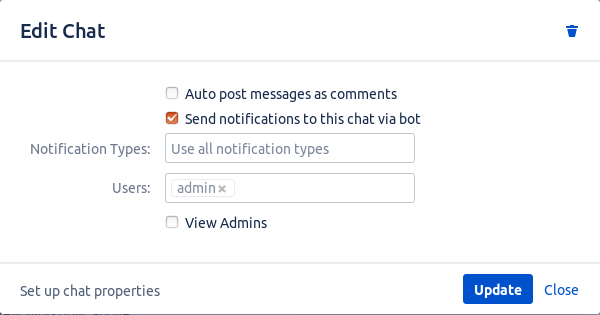 Edit Chat
Auto post messages as comments
Send notifications to this chat via bot
Notification Types: Use all notification types
Users: admin ×
View Admins
Set up chat properties Update Close